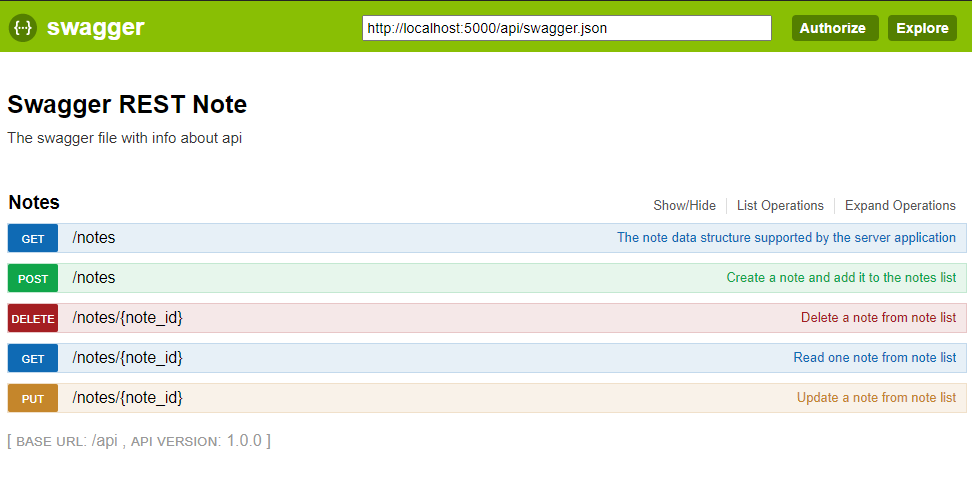 {··} swagger http://localhost:5000/api/swagger.json Authorize Explore
Swagger REST Note
The swagger file with info about api
Notes Show/Hide List Operations Expand Operations
GET /notes The note data structure supported by the server application
POST /notes Create a note and add it to the notes list
DELETE /notes/{note_id} Delete a note from note list
GET /notes/{note_id} Read one note from note list
PUT /notes/{note_id} Update a note from note list
[ BASE URL: /api , API VERSION: 1.0.0 ]